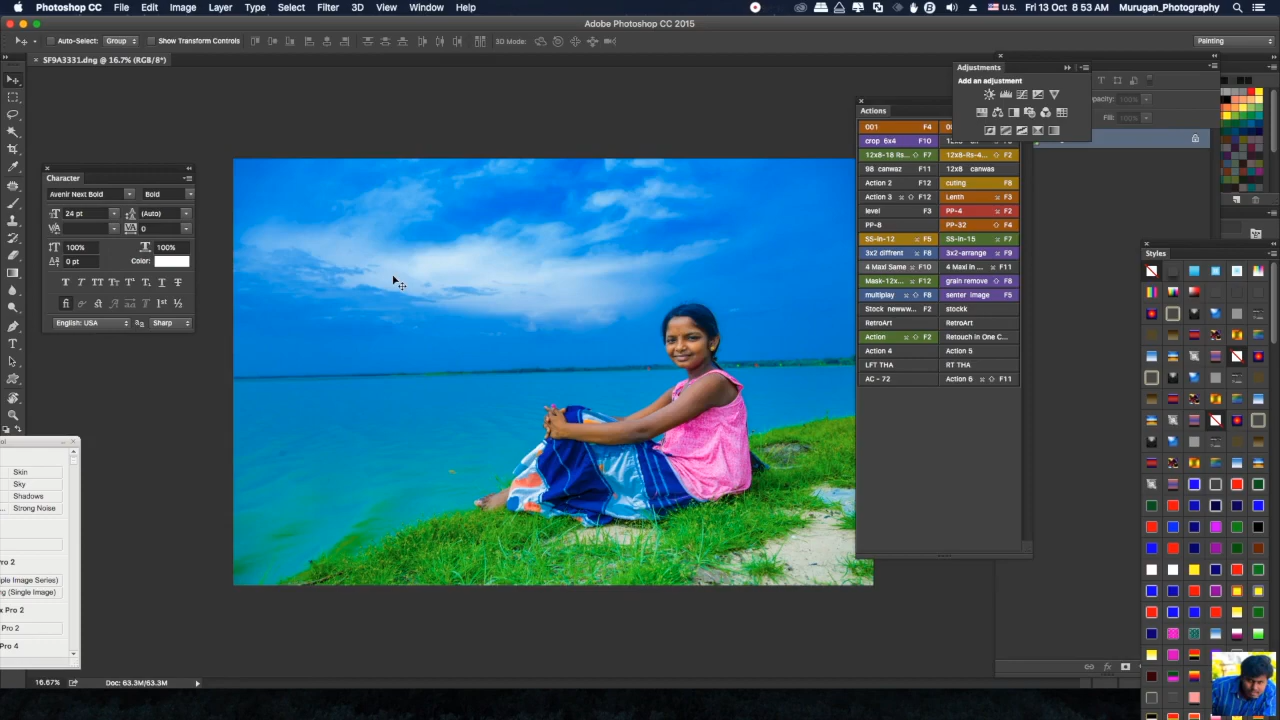 Photoshop CC File Edit Image Layer Type Select Filter 3D View Window Help U.S. Fri 13 Oct 8:53 AM Murugan_Photography
Adobe Photoshop CC 2015
Auto-Select: Group Show Transform Controls 3D Mode: Painting
× SF9A3331.dng @ 16.7% (RGB/8*)
Adjustments
Add an adjustment
Opacity: 100%
Fill: 100%
Actions
001 F4
crop 6x4 F10
12x8-18 Rs... F7 12x8-Rs-4... F2
98 canwaz F11 12x8 canwas
Action 2 F12 cuting F8
Action 3 F12 Lenth F3
level F3 PP-4 F2
PP-8 PP-32 F4
SS-in-12 F5 SS-in-15 F7
3x2 diffrent F8 3x2-arrange F9
4 Maxi Same F10 4 Maxi in ... F11
Mask-12x... F12 grain remove F8
multiplay F8 senter image F5
Stock newww... F2 stockk
RetroArt RetroArt
Action F2 Retouch in One C...
Action 4 Action 5
LFT THA RT THA
AC - 72 Action 6 F11
Character
Avenir Next Bold Bold
24 pt (Auto)
0
100% 100%
0 pt Color:
English: USA Sharp
Styles
Skin
Sky
Shadows
... Strong Noise
Pro 2
ple Image Series)
ng (Single Image)
x Pro 2
Pro 2
Pro 4
16.67% Doc: 63.3M/63.3M